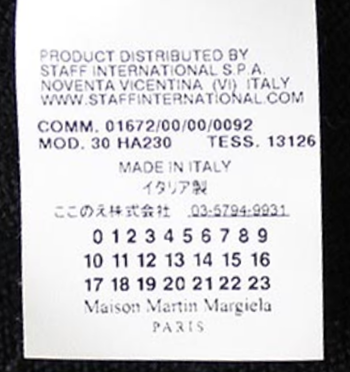 PRODUCT DISTRIBUTED BY
STAFF INTERNATIONAL S.P.A.
NOVENTA VICENTINA (VI) ITALY
WWW.STAFFINTERNATIONAL.COM
COMM. 01672/00/00/0092
MOD. 30 HA230 TESS. 13126
MADE IN ITALY
イタリア製
ここのえ株式会社 03-5794-9931
0 1 2 3 4 5 6 7 8 9
10 11 12 13 14 15 16
17 18 19 20 21 22 23
Maison Martin Margiela
PARIS